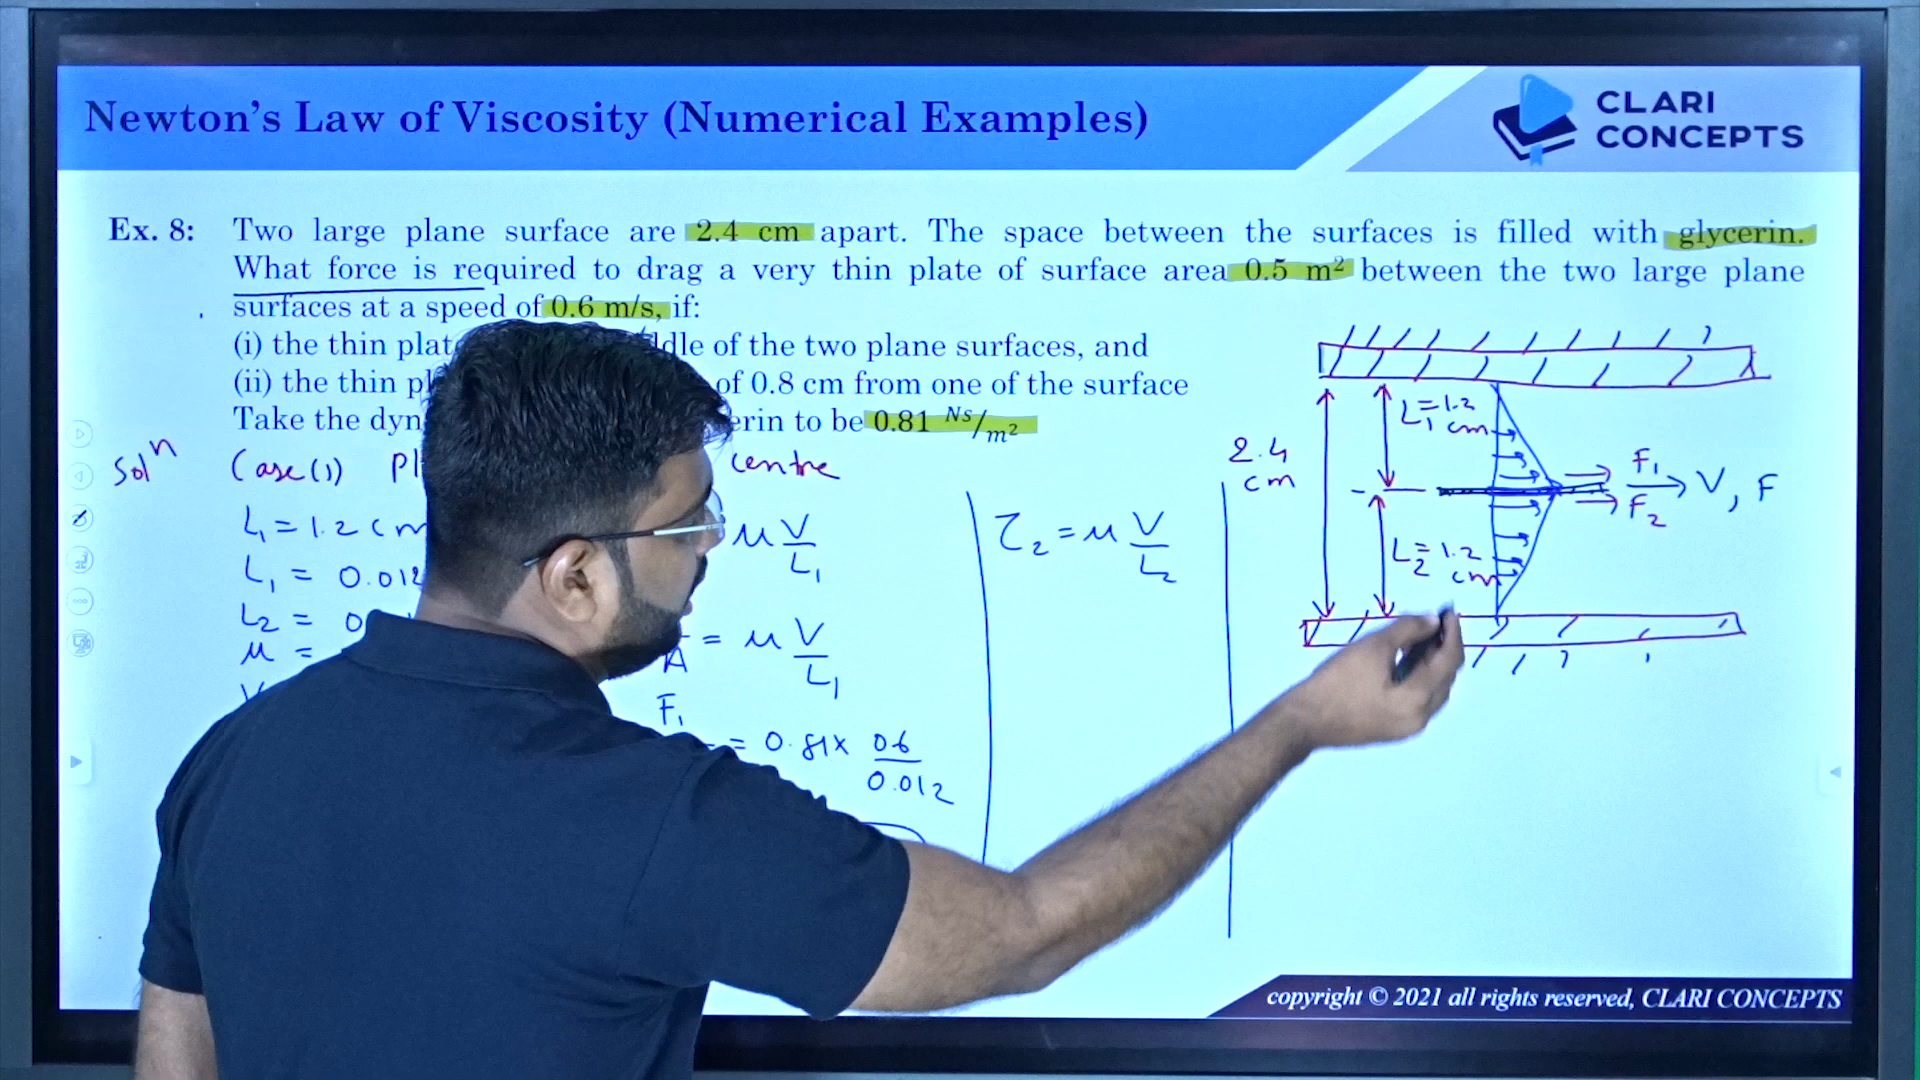 Newton's Law of Viscosity (Numerical Examples)
CLARI
CONCEPTS
Ex. 8: Two large plane surface are 2.4 cm apart. The space between the surfaces is filled with glycerin.
What force is required to drag a very thin plate of surface area 0.5 m² between the two large plane
surfaces at a speed of 0.6 m/s, if:
(i) the thin plat dle of the two plane surfaces, and
(ii) the thin pl of 0.8 cm from one of the surface
Take the dyn erin to be 0.81 Ns/m²
Solⁿ Case(1) Pl centre
L₁ = 1.2 cm
L₁ = 0.012
L₂ = 0
μ =
V
μ V/L₁
A = μ V/L₁
F₁
= 0.81 × 0.6/0.012
τ₂ = μ V/L₂
2.4
cm
L₁ = 1.2
cm
L₂ = 1.2
cm
F₁
F₂
V, F
copyright © 2021 all rights reserved, CLARI CONCEPTS